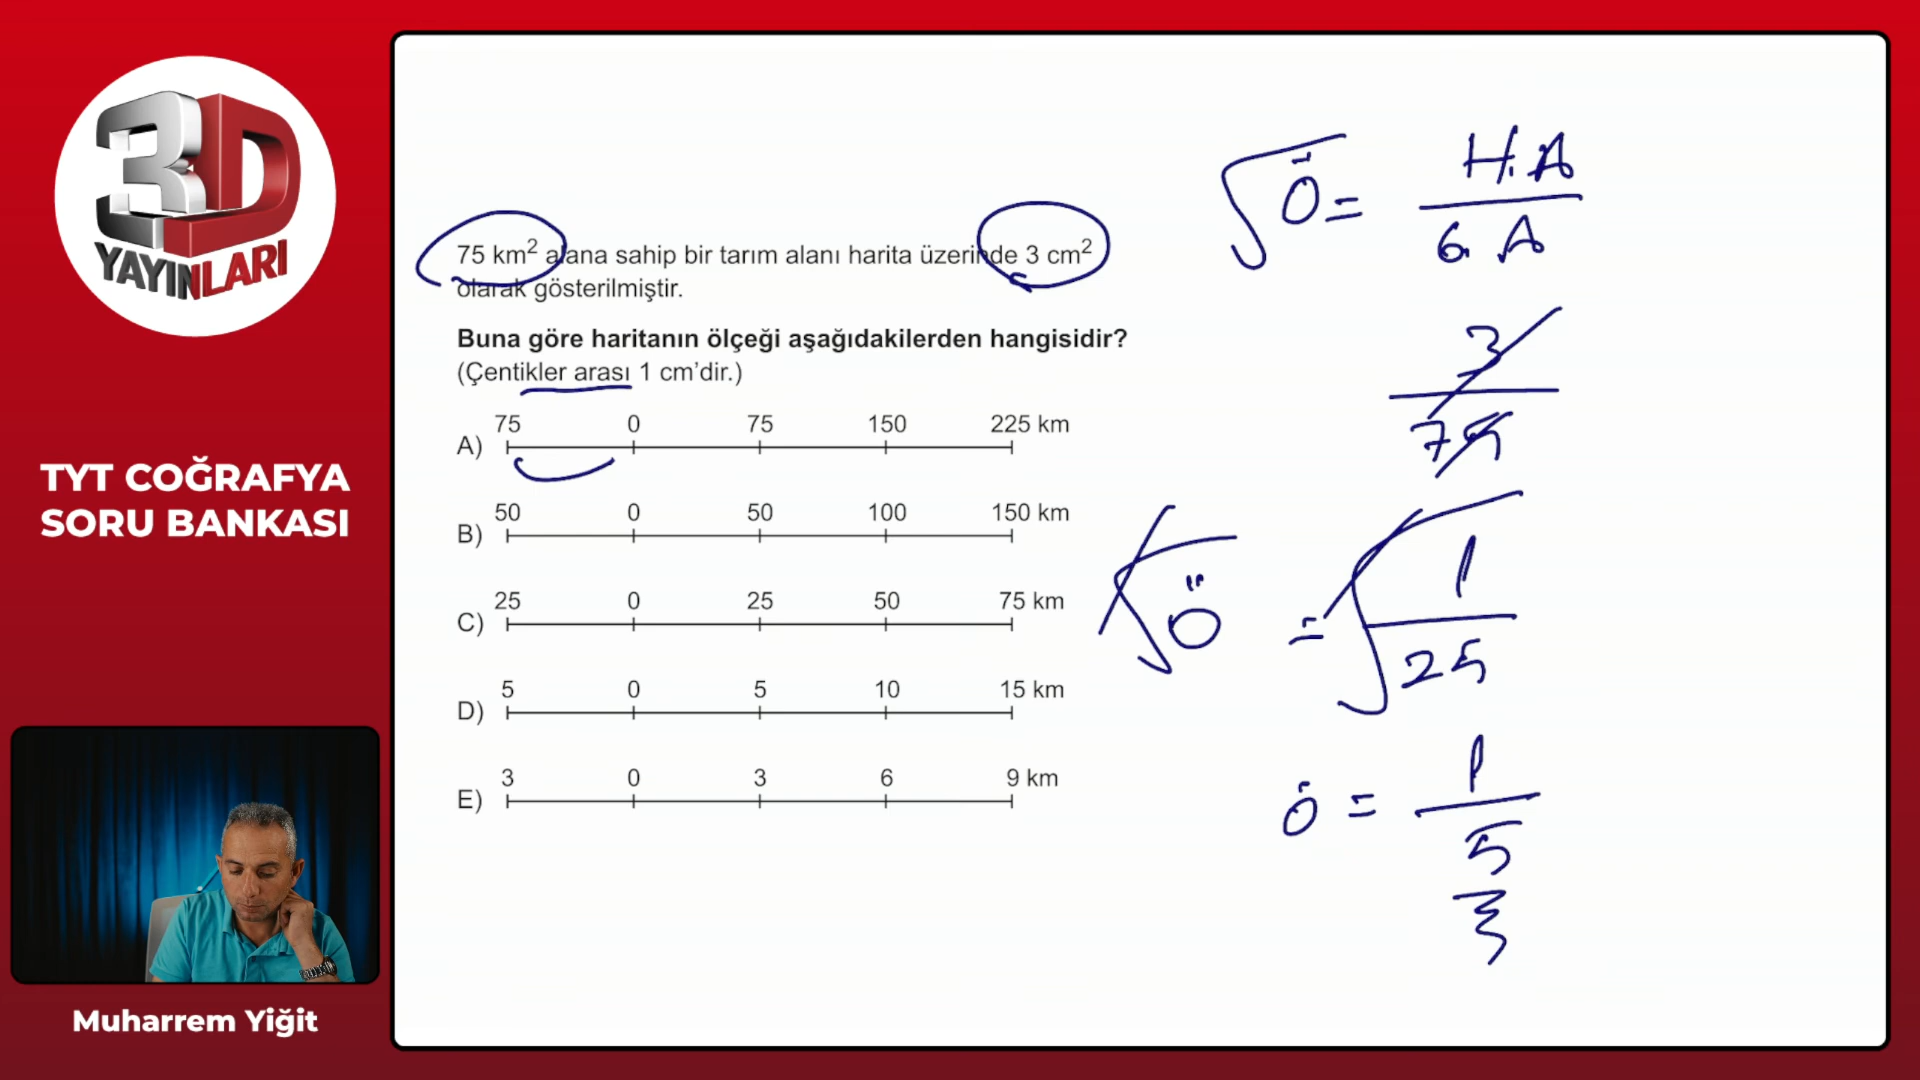 3D
YAYINLARI
TYT COĞRAFYA
SORU BANKASI
Muharrem Yiğit
75 km² alana sahip bir tarım alanı harita üzerinde 3 cm²
olarak gösterilmiştir.
Buna göre haritanın ölçeği aşağıdakilerden hangisidir?
(Çentikler arası 1 cm'dir.)
A) 75 0 75 150 225 km
B) 50 0 50 100 150 km
C) 25 0 25 50 75 km
D) 5 0 5 10 15 km
E) 3 0 3 6 9 km
√Ö = H.A
G.A
3
75
√Ö = √1
25
Ö = 1
5